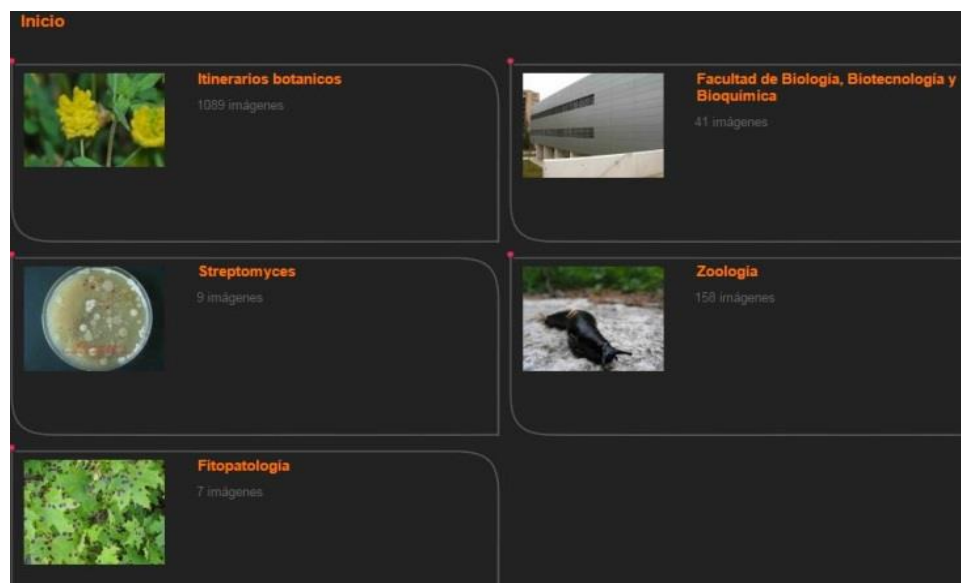 Inicio
Itinerarios botanicos
1089 imágenes
Facultad de Biología, Biotecnología y
Bioquímica
41 imágenes
Streptomyces
9 imágenes
Zoología
158 imágenes
Fitopatología
7 imágenes